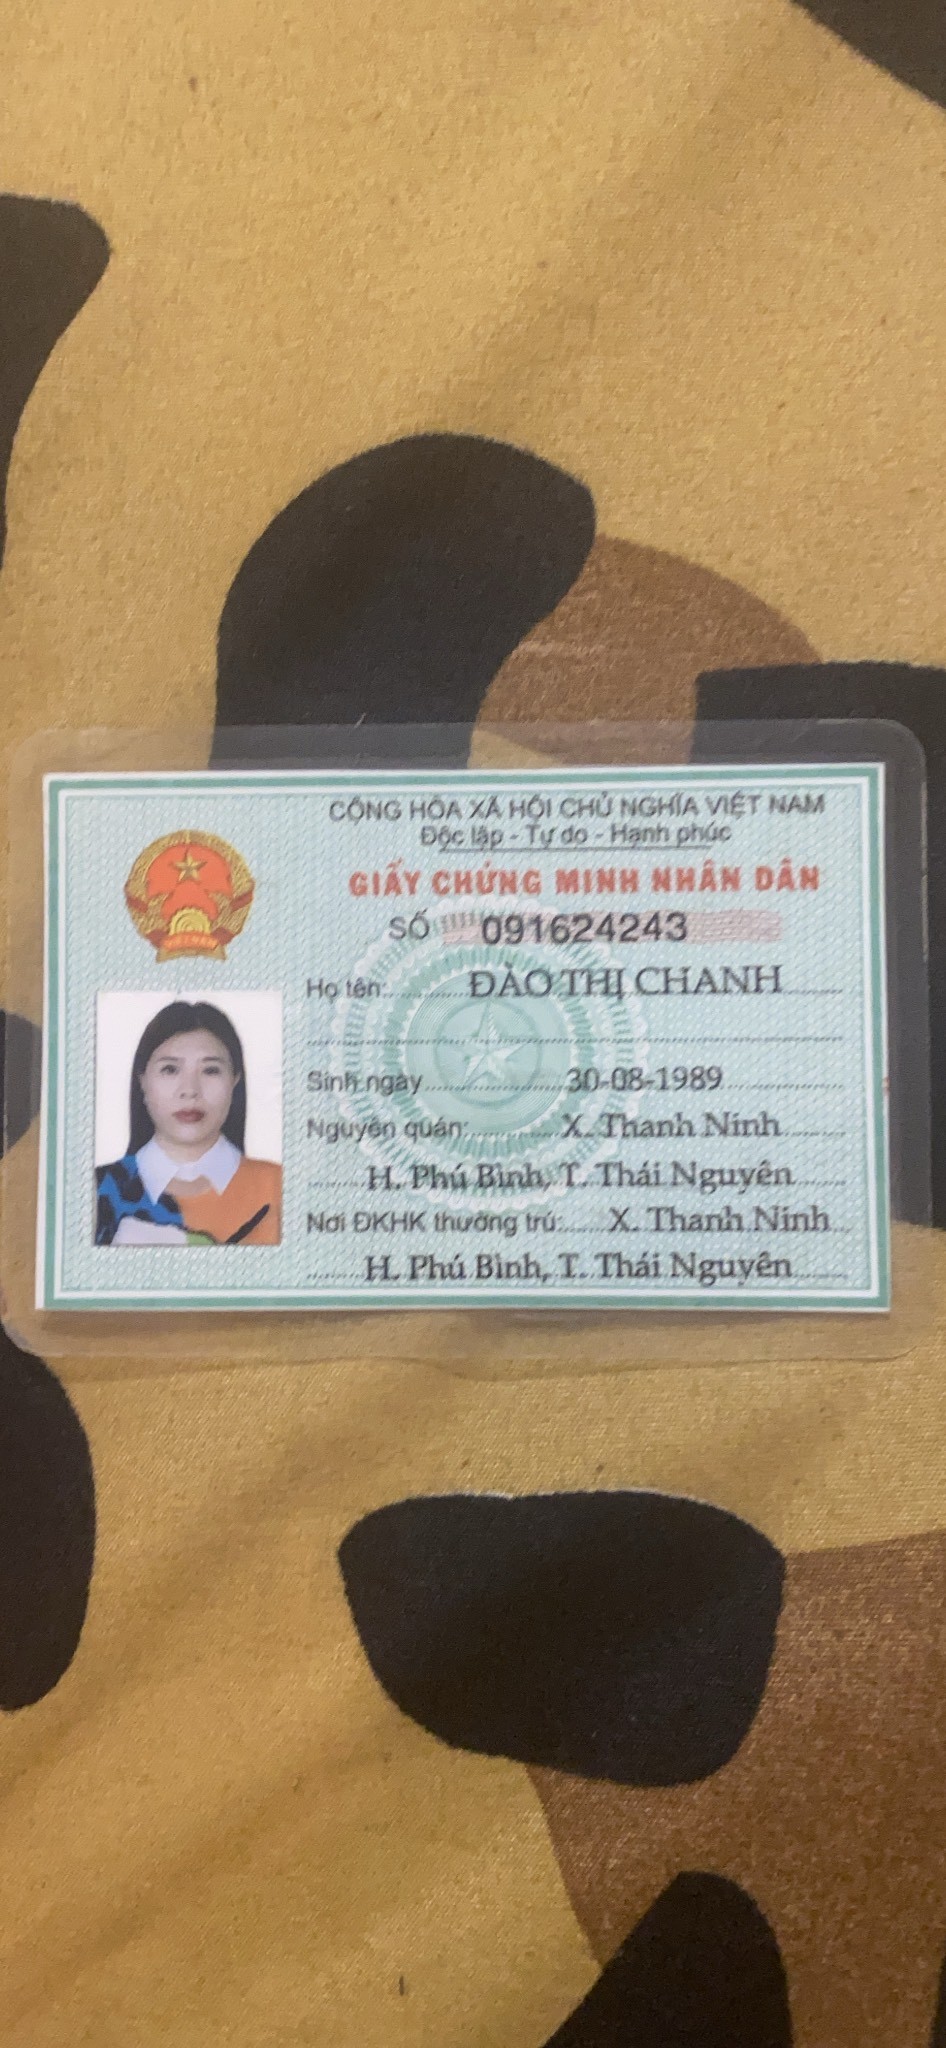 CỘNG HÒA XÃ HỘI CHỦ NGHĨA VIỆT NAM
Độc lập - Tự do - Hạnh phúc
GIẤY CHỨNG MINH NHÂN DÂN
SỐ 091624243
Họ tên: ĐÀO THỊ CHANH
Sinh ngày 30-08-1989
Nguyên quán: X. Thanh Ninh
H. Phú Bình, T. Thái Nguyên
Nơi ĐKHK thường trú: X. Thanh Ninh
H. Phú Bình, T. Thái Nguyên
VIỆT NAM